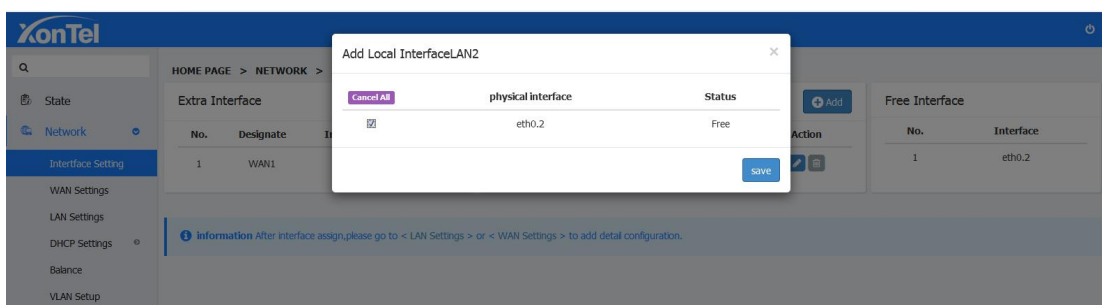 XonTel
HOME PAGE > NETWORK >
State
Network
Intertface Setting
WAN Settings
LAN Settings
DHCP Settings
Balance
VLAN Setup
Extra Interface
Add
No. Designate In Action
1 WAN1
Add Local InterfaceLAN2 ×
Cancel All physical interface Status
eth0.2 Free
save
Free Interface
No. Interface
1 eth0.2
information After interface assign,please go to < LAN Settings > or < WAN Settings > to add detail configuration.